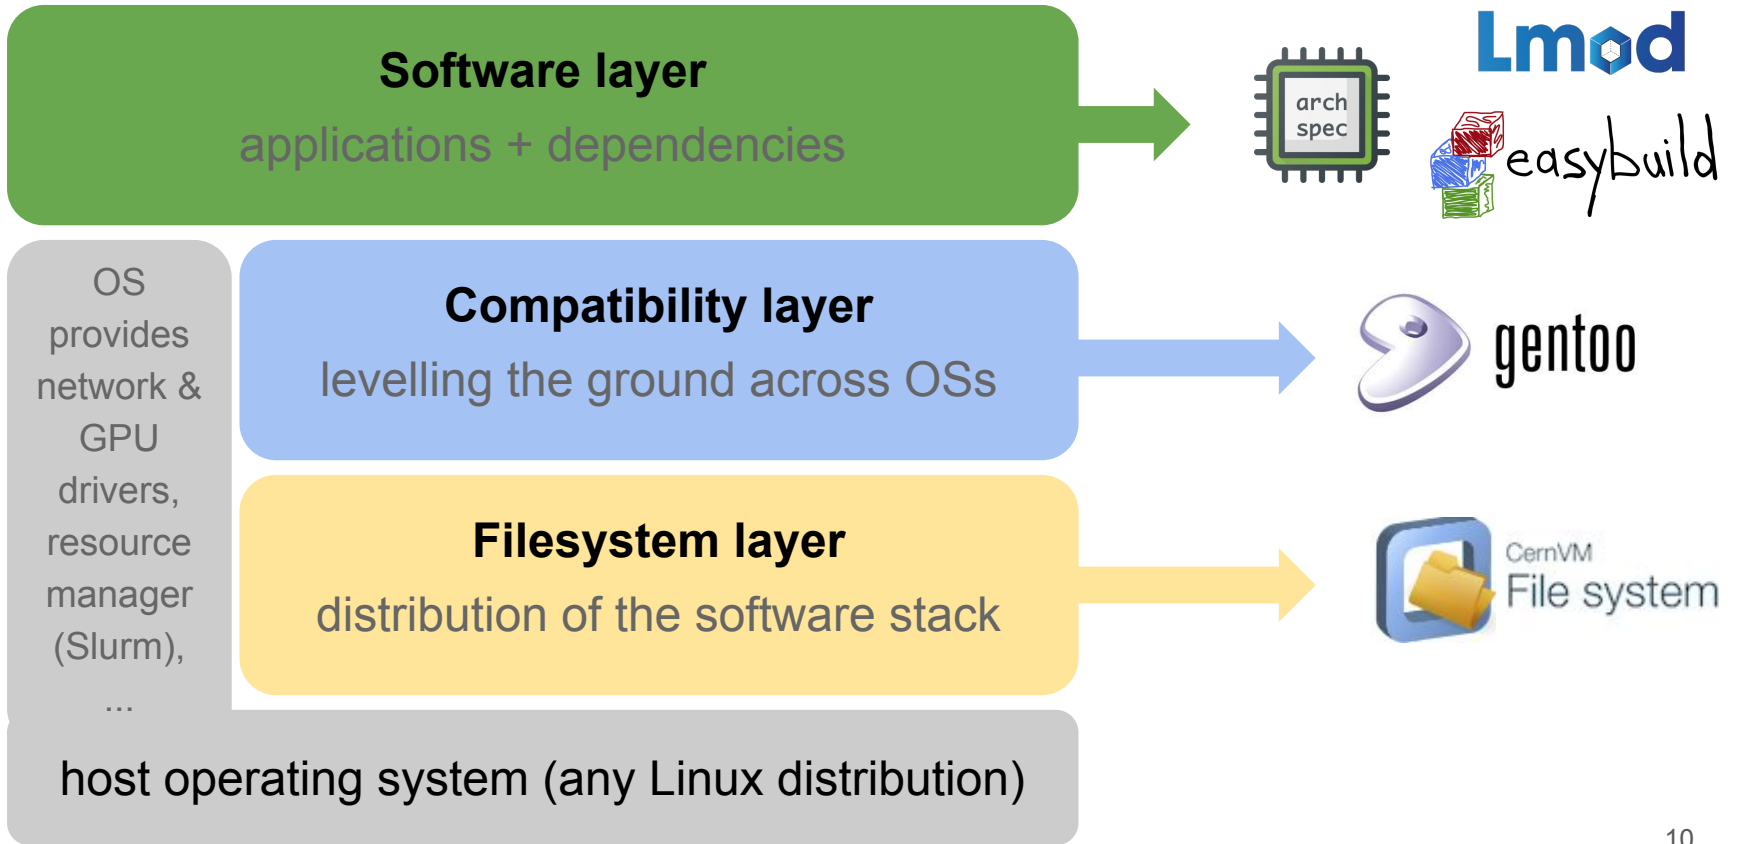 Software layer
applications + dependencies
arch
spec
Lmod
easybuild
OS
provides
network &
GPU
drivers,
resource
manager
(Slurm),
...
Compatibility layer
levelling the ground across OSs
gentoo
Filesystem layer
distribution of the software stack
CernVM
File system
host operating system (any Linux distribution)
10